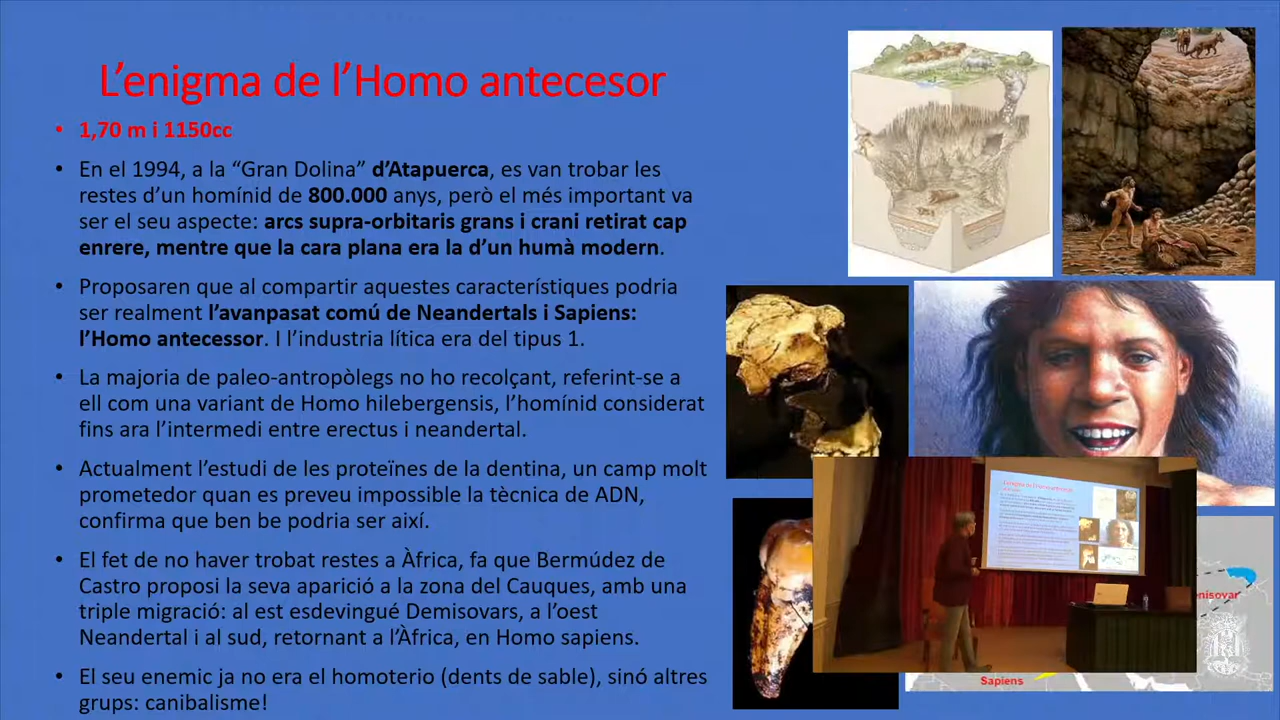 L'enigma de l'Homo antecesor
• 1,70 m i 1150cc
• En el 1994, a la “Gran Dolina” d'Atapuerca, es van trobar les
restes d'un homínid de 800.000 anys, però el més important va
ser el seu aspecte: arcs supra-orbitaris grans i crani retirat cap
enrere, mentre que la cara plana era la d'un humà modern.
• Proposaren que al compartir aquestes característiques podria
ser realment l'avanpasat comú de Neandertals i Sapiens:
l'Homo antecessor. I l'industria lítica era del tipus 1.
• La majoria de paleo-antropòlegs no ho recolçant, referint-se a
ell com una variant de Homo hilebergensis, l'homínid considerat
fins ara l'intermedi entre erectus i neandertal.
• Actualment l'estudi de les proteïnes de la dentina, un camp molt
prometedor quan es preveu impossible la tècnica de ADN,
confirma que ben be podria ser així.
• El fet de no haver trobat restes a Àfrica, fa que Bermúdez de
Castro proposi la seva aparició a la zona del Cauques, amb una
triple migració: al est esdevingué Demisovars, a l'oest
Neandertal i al sud, retornant a l'Àfrica, en Homo sapiens.
• El seu enemic ja no era el homoterio (dents de sable), sinó altres
grups: canibalisme!
enisovar
Sapiens